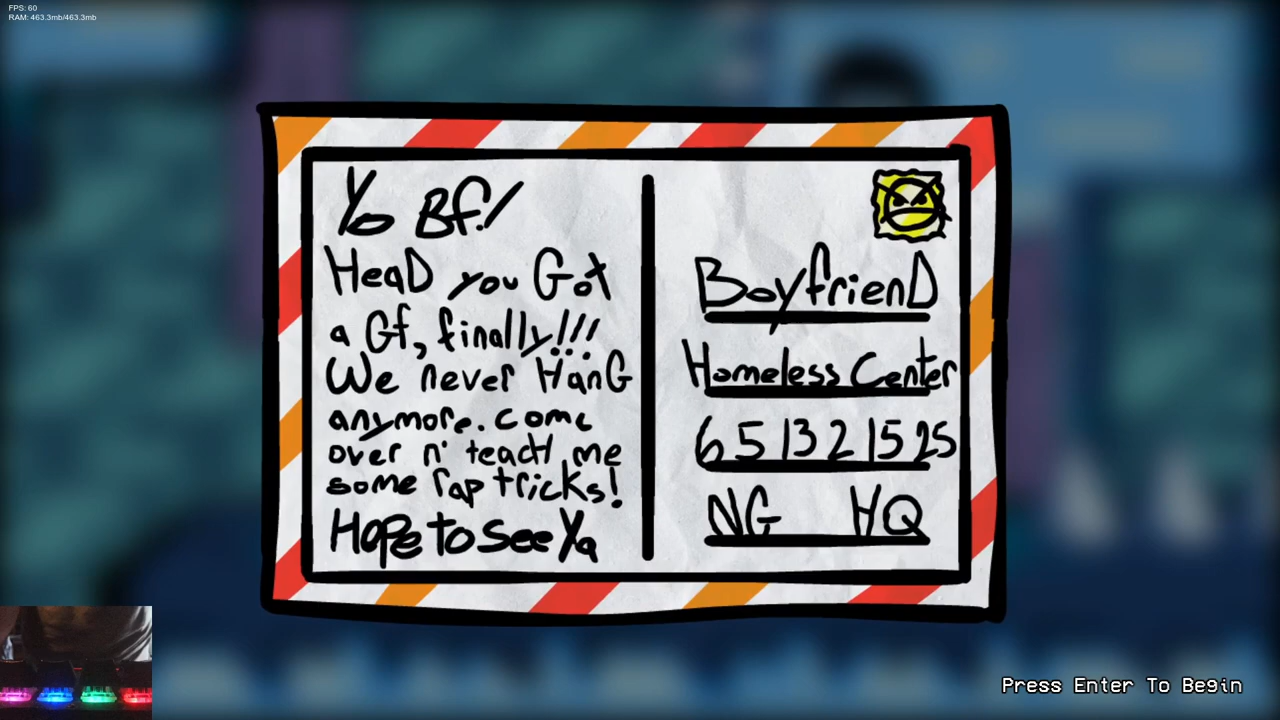 FPS: 60
RAM: 463.3mb/463.3mb
Yo Bf!
HeaD you Got
a Gf, finally!!!
We never HanG
anymore. come
over n' teach me
some rap tricks!
Hope to see Ya
BoyfrienD
Homeless Center
6 5 13 2 15 25
NG HQ
Press Enter To Begin